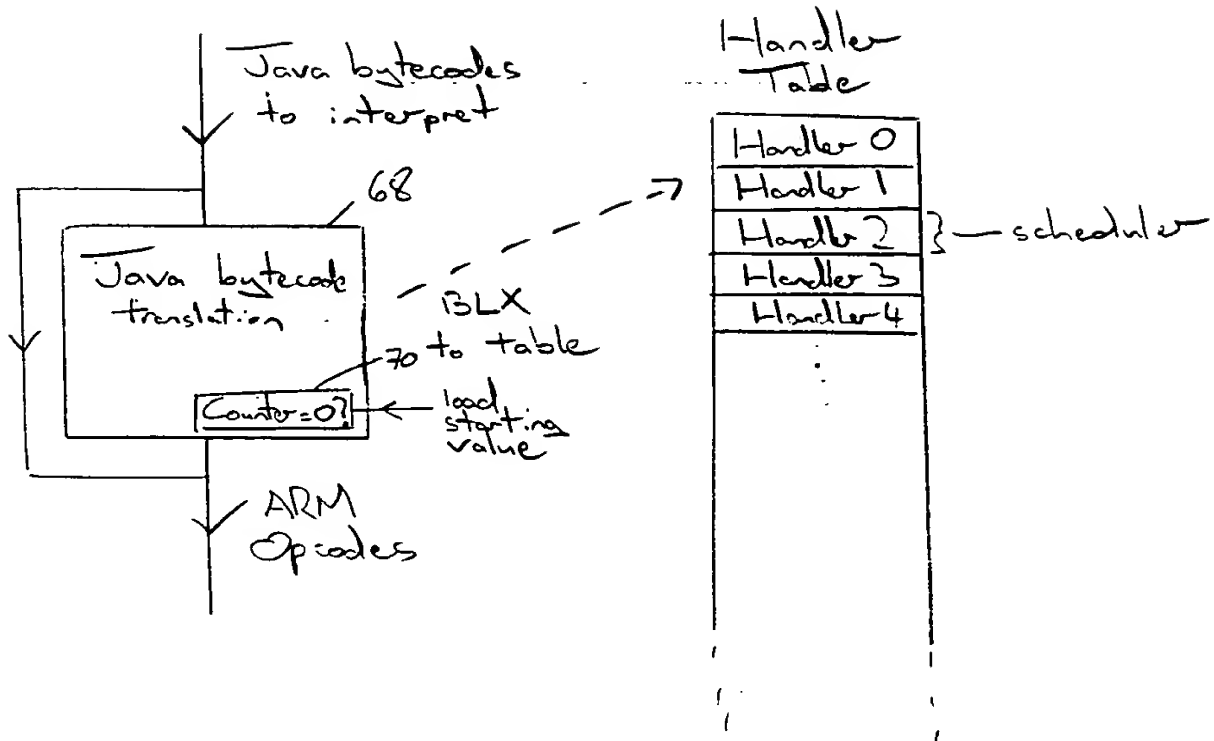 Java bytecodes
to interpret
68
Java bytecode
translation
BLX
to table
70
Counter=0?
load
starting
value
ARM
Opcodes
Handler
Table
Handler 0
Handler 1
Handler 2
scheduler
Handler 3
Handler 4